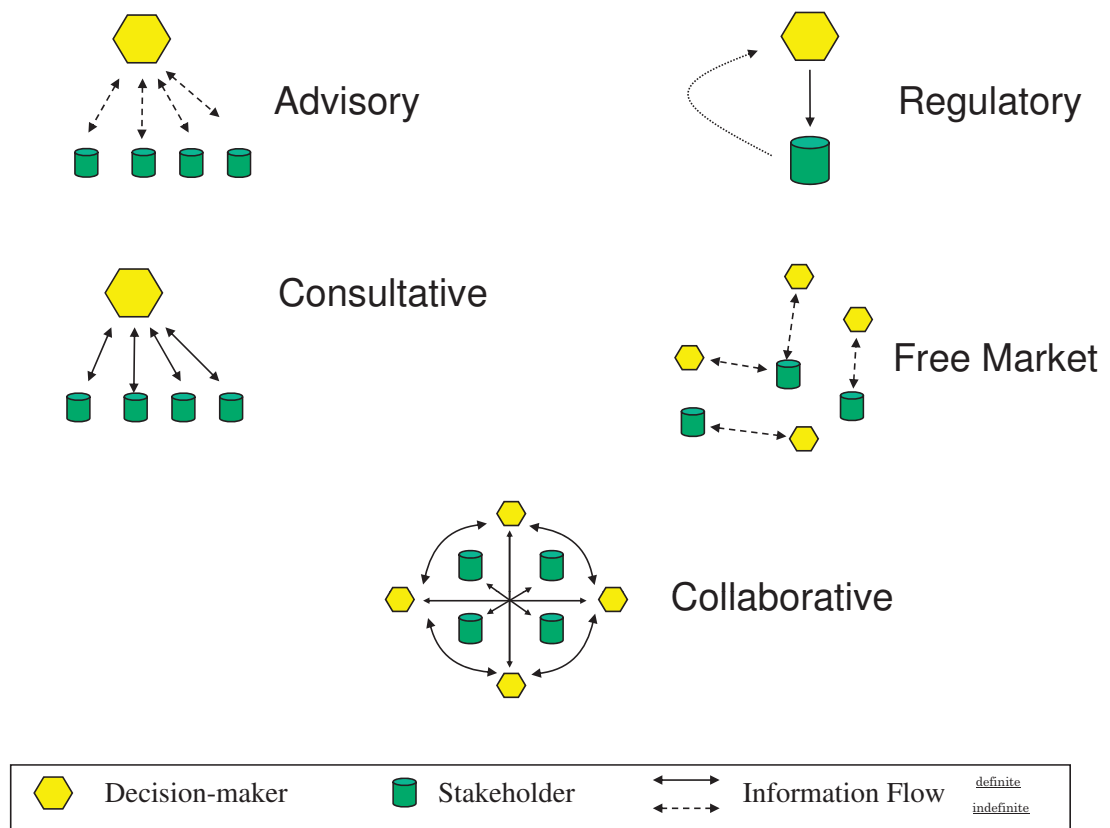 Advisory
Regulatory
Consultative
Free Market
Collaborative
Decision-maker
Stakeholder
Information Flow
definite
indefinite